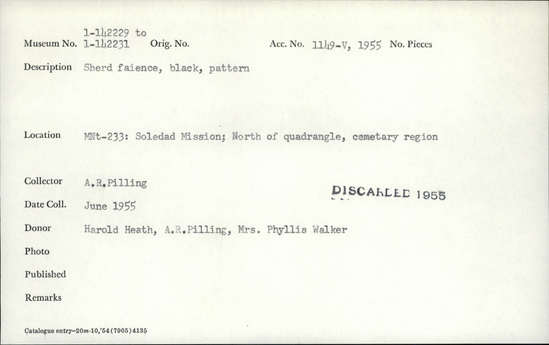 1-142229 to
Museum No. 1-142231 Orig. No. Acc. No. 1149-V, 1955 No. Pieces
Description Sherd faience, black, pattern
Location MNt-233: Soledad Mission; North of quadrangle, cemetary region
Collector A.R.Pilling
DISCARDED 1955
Date Coll. June 1955
Donor Harold Heath, A.R.Pilling, Mrs. Phyllis Walker
Photo
Published
Remarks
Catalogue entry—20m-10,'54(7905)4135